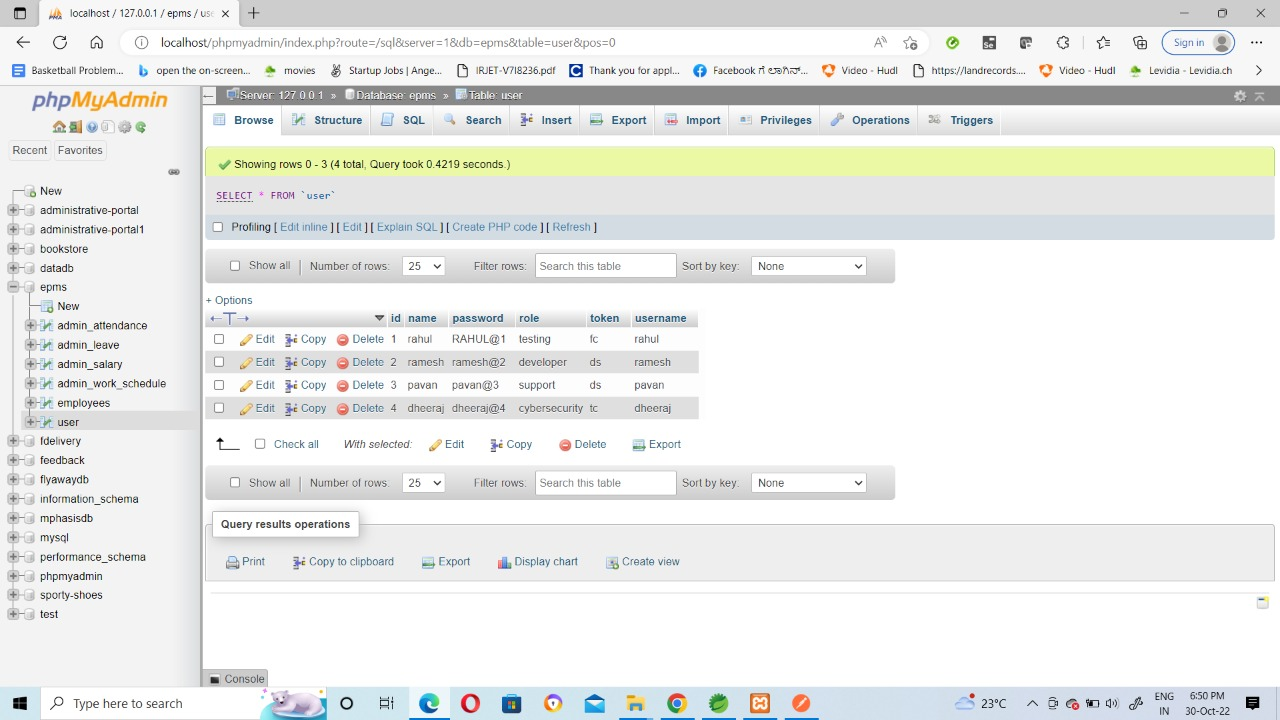 localhost / 127.0.0.1 / epms / use
localhost/phpmyadmin/index.php?route=/sql&server=1&db=epms&table=user&pos=0
Sign in
Basketball Problem... open the on-screen... movies Startup Jobs | Ange... IRJET-V7I8236.pdf Thank you for appl... Facebook ಗೆ ಲಾಗಿನ್... Video - Hudl https://landrecords.... Video - Hudl Levidia - Levidia.ch
phpMyAdmin
Recent Favorites
New
administrative-portal
administrative-portal1
bookstore
datadb
epms
New
admin_attendance
admin_leave
admin_salary
admin_work_schedule
employees
user
fdelivery
feedback
flyawaydb
information_schema
mphasisdb
mysql
performance_schema
phpmyadmin
sporty-shoes
test
Server: 127.0.0.1 » Database: epms » Table: user
Browse Structure SQL Search Insert Export Import Privileges Operations Triggers
Showing rows 0 - 3 (4 total, Query took 0.4219 seconds.)
SELECT * FROM `user`
Profiling [ Edit inline ] [ Edit ] [ Explain SQL ] [ Create PHP code ] [ Refresh ]
Show all | Number of rows: 25 Filter rows: Search this table Sort by key: None
+ Options
id name password role token username
Edit Copy Delete 1 rahul RAHUL@1 testing fc rahul
Edit Copy Delete 2 ramesh ramesh@2 developer ds ramesh
Edit Copy Delete 3 pavan pavan@3 support ds pavan
Edit Copy Delete 4 dheeraj dheeraj@4 cybersecurity tc dheeraj
Check all With selected: Edit Copy Delete Export
Show all | Number of rows: 25 Filter rows: Search this table Sort by key: None
Query results operations
Print Copy to clipboard Export Display chart Create view
Console
Type here to search
23°C
ENG
IN
6:50 PM
30-Oct-22